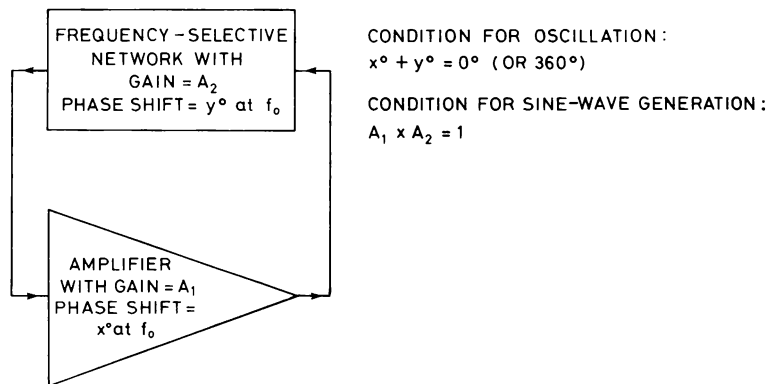 FREQUENCY-SELECTIVE
NETWORK WITH
GAIN = A₂
PHASE SHIFT = y° at fₒ
CONDITION FOR OSCILLATION:
x° + y° = 0° (OR 360°)
CONDITION FOR SINE-WAVE GENERATION:
A₁ x A₂ = 1
AMPLIFIER
WITH GAIN = A₁
PHASE SHIFT =
x° at fₒ